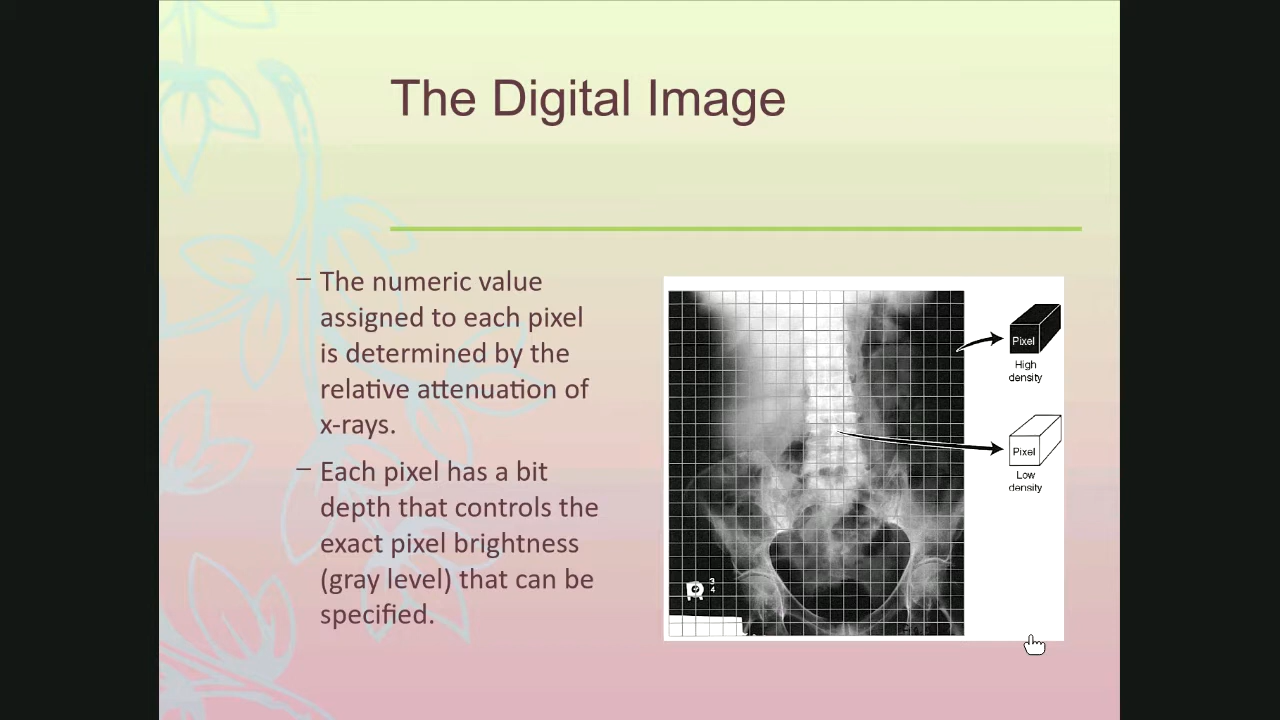 The Digital Image
– The numeric value
assigned to each pixel
is determined by the
relative attenuation of
x-rays.
– Each pixel has a bit
depth that controls the
exact pixel brightness
(gray level) that can be
specified.
Pixel
High
density
Pixel
Low
density
3
4